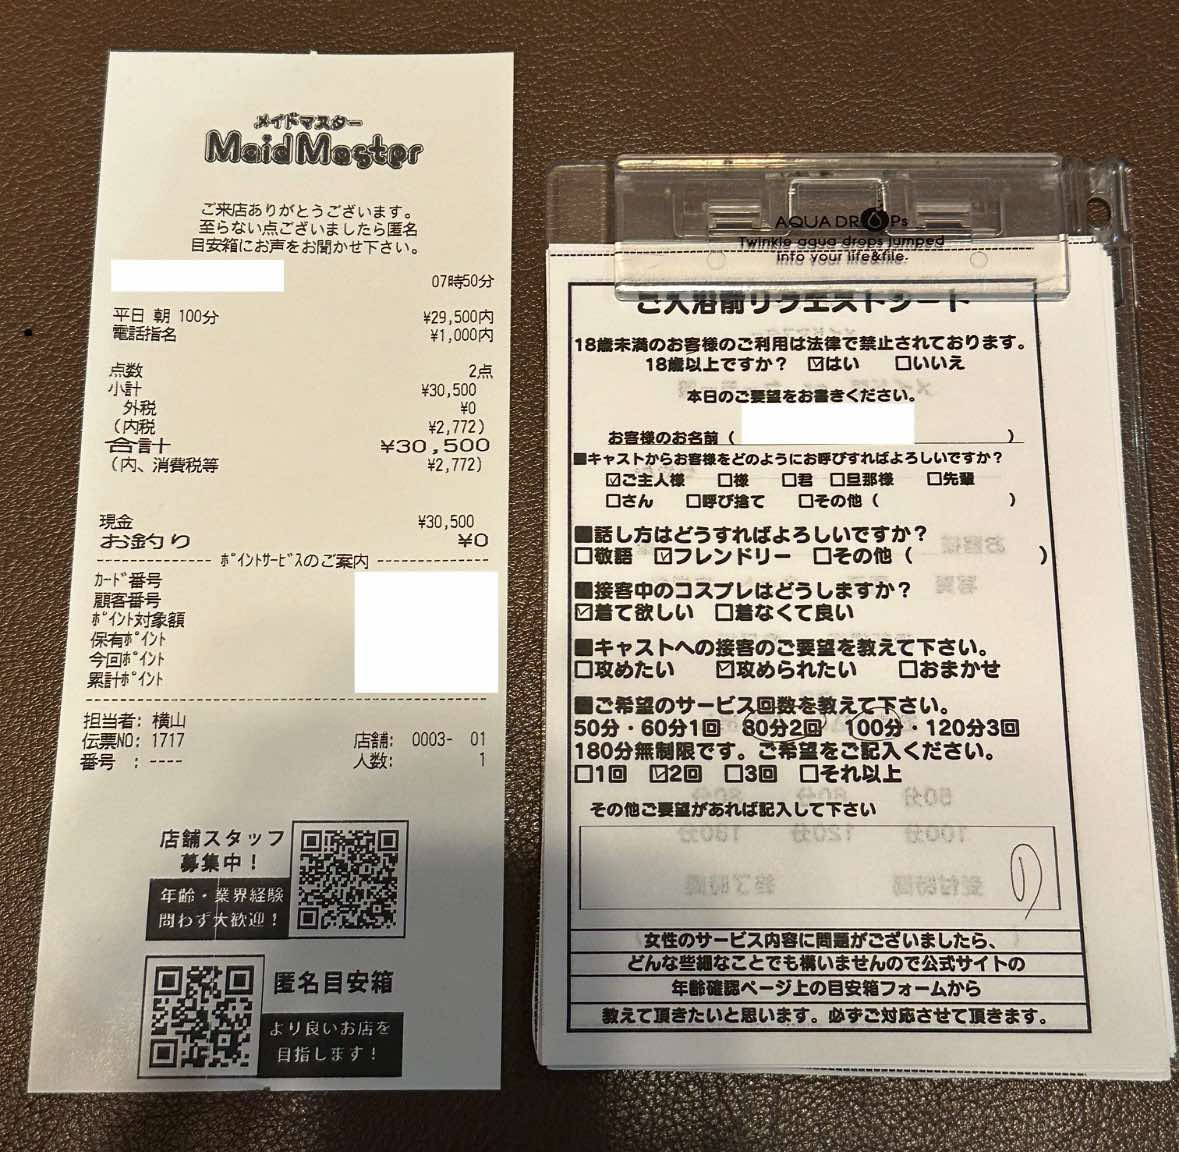 メイドマスター
MaidMaster
ご来店ありがとうございます。
至らない点ございましたら匿名
目安箱にお声をお聞かせ下さい。
07時50分
平日 朝 100分 ¥29,500内
電話指名 ¥1,000内
点数 2点
小計 ¥30,500
外税 ¥0
(内税 ¥2,772)
合計 ¥30,500
(内、消費税等 ¥2,772)
現金 ¥30,500
お釣り ¥0
ﾎﾟｲﾝﾄｻｰﾋﾞｽのご案内
ｶｰﾄﾞ番号
顧客番号
ﾎﾟｲﾝﾄ対象額
保有ﾎﾟｲﾝﾄ
今回ﾎﾟｲﾝﾄ
累計ﾎﾟｲﾝﾄ
担当者: 横山
伝票NO: 1717 店舗: 0003- 01
番号 : ---- 人数: 1
店舗スタッフ
募集中！
年齢・業界経験
問わず大歓迎！
匿名目安箱
より良いお店を
目指します！
AQUA DROPs
Twinkle aqua drops jumped
into your life&file.
ご入浴前リクエストシート
18歳未満のお客様のご利用は法律で禁止されております。
18歳以上ですか？ ☑はい □いいえ
本日のご要望をお書きください。
お客様のお名前（ ）
■キャストからお客様をどのようにお呼びすればよろしいですか？
☑ご主人様 □様 □君 □旦那様 □先輩
□さん □呼び捨て □その他（ ）
■話し方はどうすればよろしいですか？
□敬語 ☑フレンドリー □その他（ ）
■接客中のコスプレはどうしますか？
☑着て欲しい □着なくて良い
■キャストへの接客のご要望を教えて下さい。
□攻めたい ☑攻められたい □おまかせ
■ご希望のサービス回数を教えて下さい。
50分・60分1回 80分2回 100分・120分3回
180分無制限です。ご希望をご記入ください。
□1回 ☑2回 □3回 □それ以上
その他ご要望があれば記入して下さい
女性のサービス内容に問題がございましたら、
どんな些細なことでも構いませんので公式サイトの
年齢確認ページ上の目安箱フォームから
教えて頂きたいと思います。必ずご対応させて頂きます。